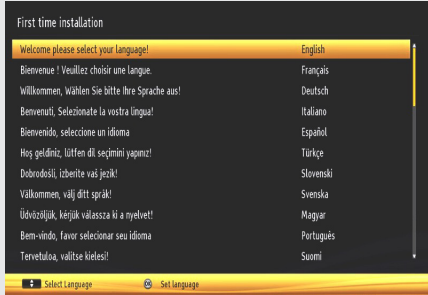 First time installation
Welcome please select your language! English
Bienvenue ! Veuillez choisir une langue. Français
Willkommen, Wählen Sie bitte Ihre Sprache aus! Deutsch
Benvenuti, Selezionate la vostra lingua! Italiano
Bienvenido, seleccione un idioma Español
Hoş geldiniz, lütfen dil seçimini yapınız! Türkçe
Dobrodošli, izberite vaš jezik! Slovenski
Välkommen, välj ditt språk! Svenska
Üdvözöljük, kérjük válassza ki a nyelvet! Magyar
Bem-vindo, favor selecionar seu idioma Português
Tervetuloa, valitse kielesi! Suomi
Select Language OK Set language